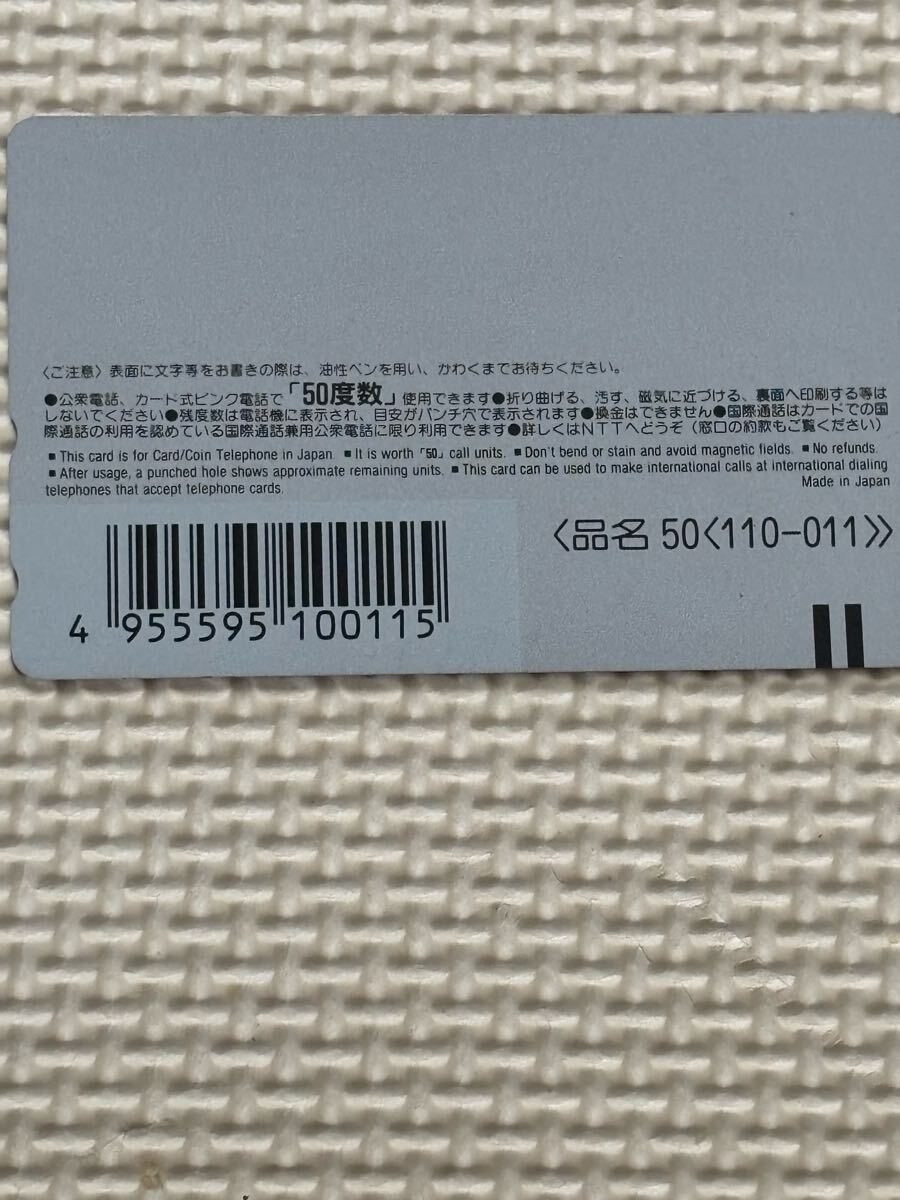 〈ご注意〉表面に文字等をお書きの際は、油性ペンを用い、かわくまでお待ちください。
●公衆電話、カード式ピンク電話で「50度数」使用できます●折り曲げる、汚す、磁気に近づける、裏面へ印刷する等は
しないでください●残度数は電話機に表示され、目安がパンチ穴で表示されます●換金はできません●国際通話はカードでの国
際通話の利用を認めている国際通話兼用公衆電話に限り利用できます●詳しくはNTTへどうぞ(窓口の約款もご覧ください)
■ This card is for Card/Coin Telephone in Japan. ■ It is worth「50」call units. ■ Don't bend or stain and avoid magnetic fields. ■ No refunds.
■ After usage, a punched hole shows approximate remaining units. ■ This card can be used to make international calls at international dialing
telephones that accept telephone cards.
Made in Japan
〈品名 50〈110-011〉〉
4 955595 100115